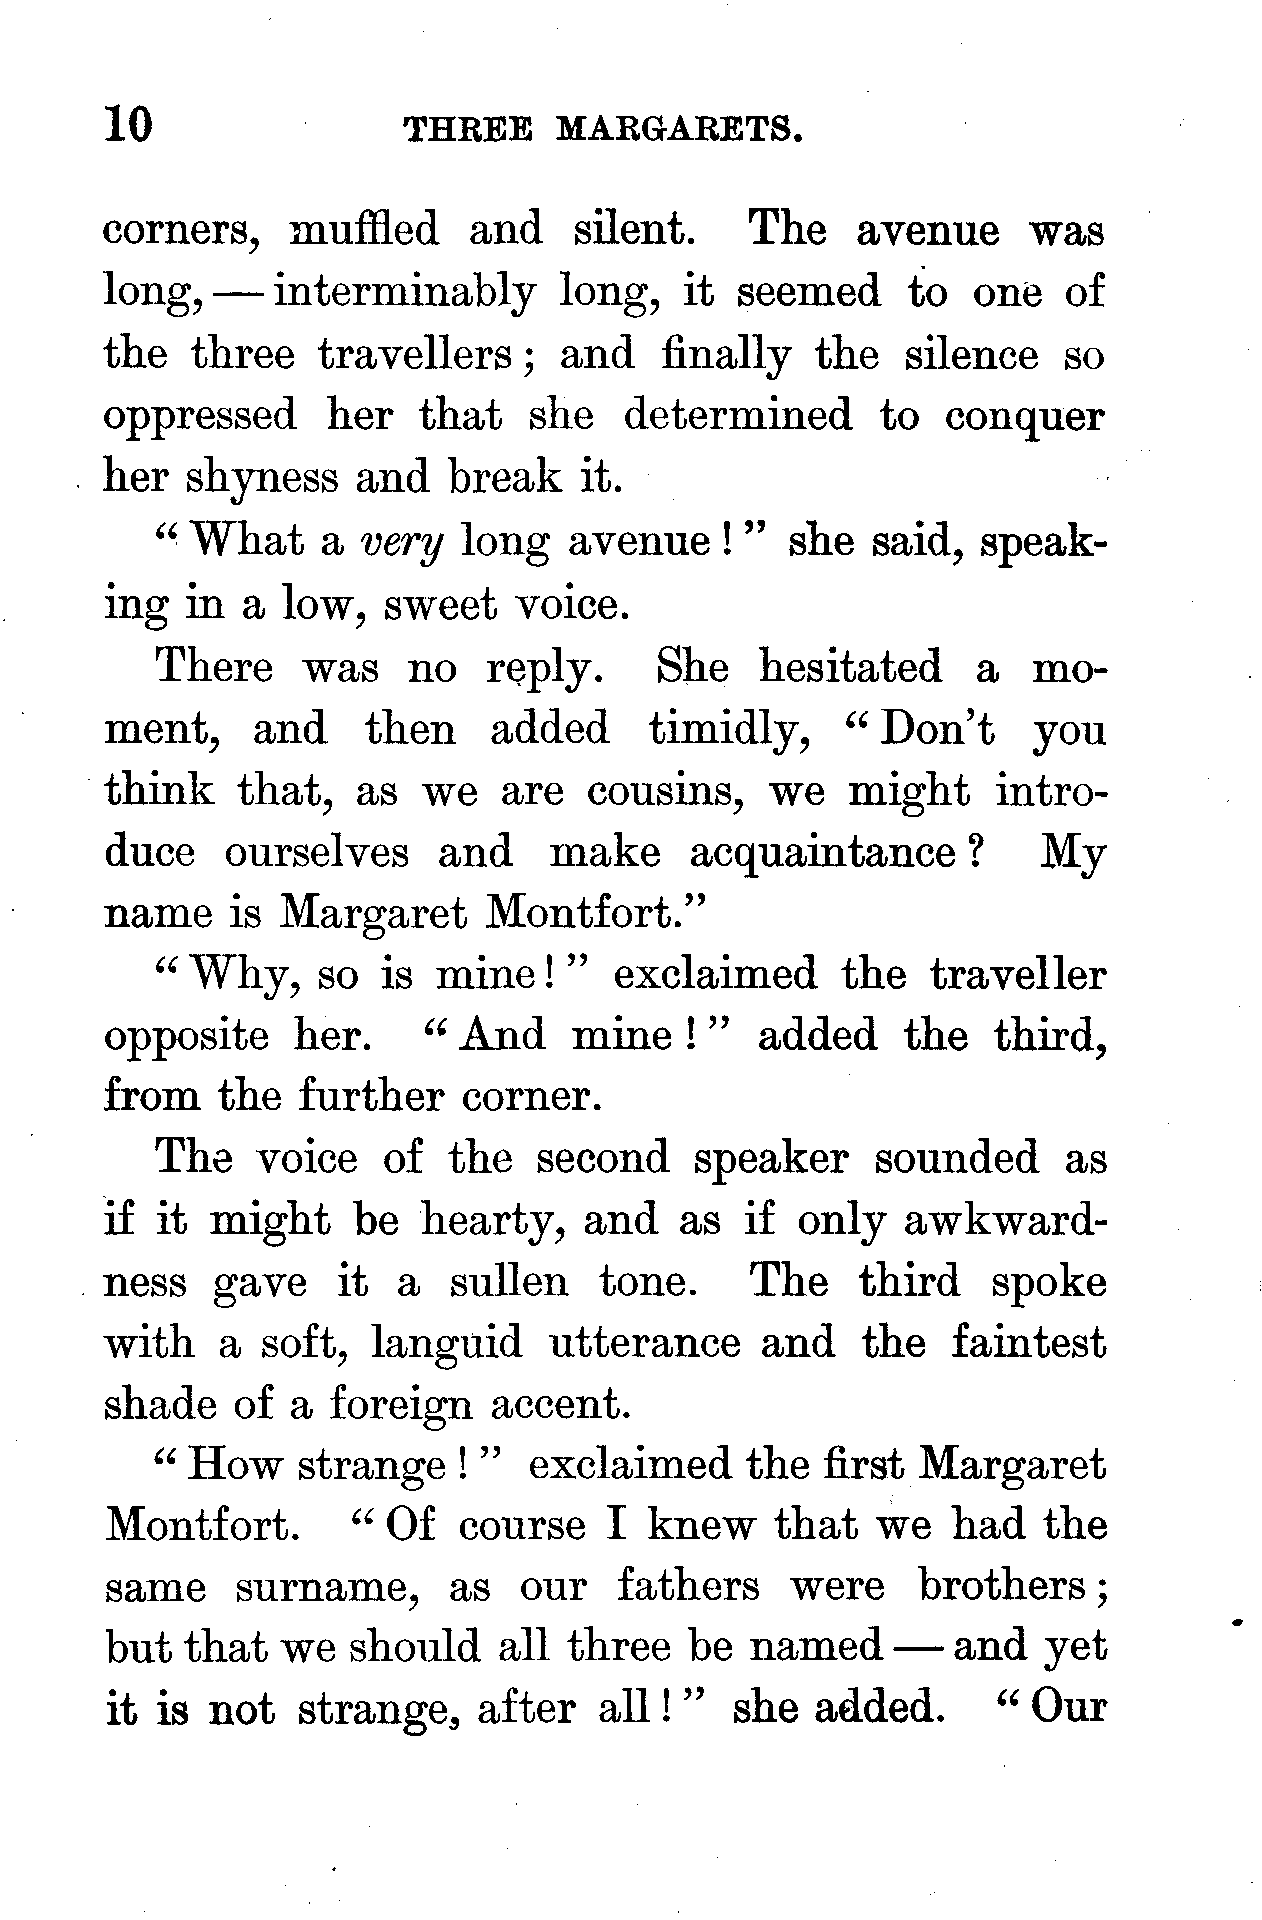 10 THREE MARGARETS.
corners, muffled and silent. The avenue was
long, — interminably long, it seemed to one of
the three travellers; and finally the silence so
oppressed her that she determined to conquer
her shyness and break it.
“What a very long avenue!” she said, speak-
ing in a low, sweet voice.
There was no reply. She hesitated a mo-
ment, and then added timidly, “Don’t you
think that, as we are cousins, we might intro-
duce ourselves and make acquaintance? My
name is Margaret Montfort.”
“Why, so is mine!” exclaimed the traveller
opposite her. “And mine!” added the third,
from the further corner.
The voice of the second speaker sounded as
if it might be hearty, and as if only awkward-
ness gave it a sullen tone. The third spoke
with a soft, languid utterance and the faintest
shade of a foreign accent.
“How strange!” exclaimed the first Margaret
Montfort. “Of course I knew that we had the
same surname, as our fathers were brothers;
but that we should all three be named — and yet
it is not strange, after all!” she added. “Our